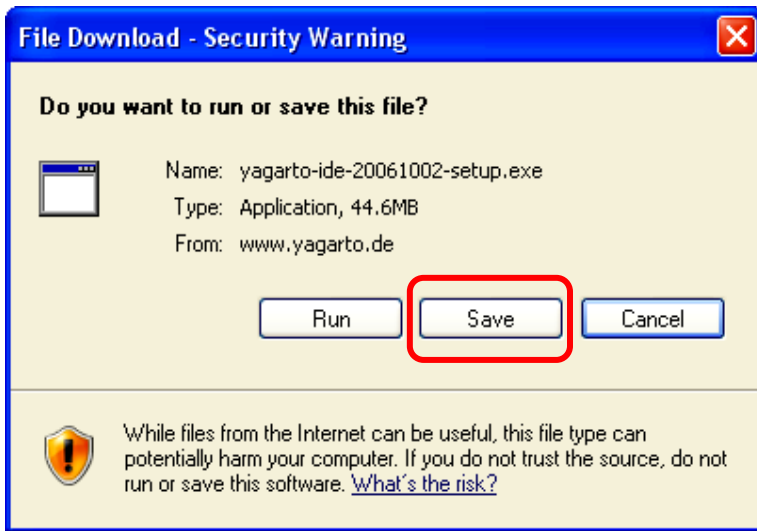 File Download - Security Warning
Do you want to run or save this file?
Name: yagarto-ide-20061002-setup.exe
Type: Application, 44.6MB
From: www.yagarto.de
Run Save Cancel
While files from the Internet can be useful, this file type can
potentially harm your computer. If you do not trust the source, do not
run or save this software. What's the risk?